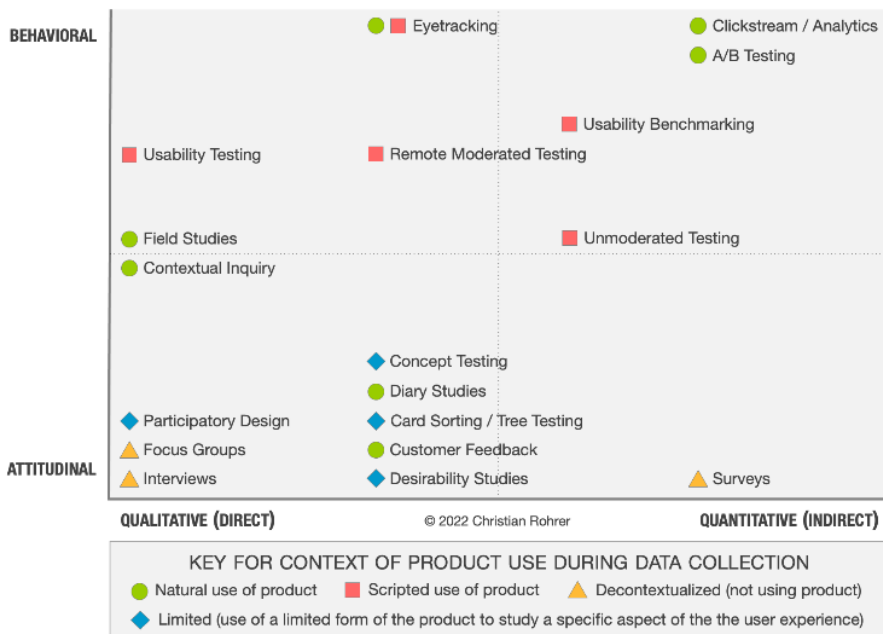 BEHAVIORAL
Eyetracking
Clickstream / Analytics
A/B Testing
Usability Benchmarking
Usability Testing
Remote Moderated Testing
Field Studies
Unmoderated Testing
Contextual Inquiry
Concept Testing
Diary Studies
Participatory Design
Card Sorting / Tree Testing
Focus Groups
Customer Feedback
ATTITUDINAL
Interviews
Desirability Studies
Surveys
QUALITATIVE (DIRECT)
© 2022 Christian Rohrer
QUANTITATIVE (INDIRECT)
KEY FOR CONTEXT OF PRODUCT USE DURING DATA COLLECTION
Natural use of product
Scripted use of product
Decontextualized (not using product)
Limited (use of a limited form of the product to study a specific aspect of the the user experience)